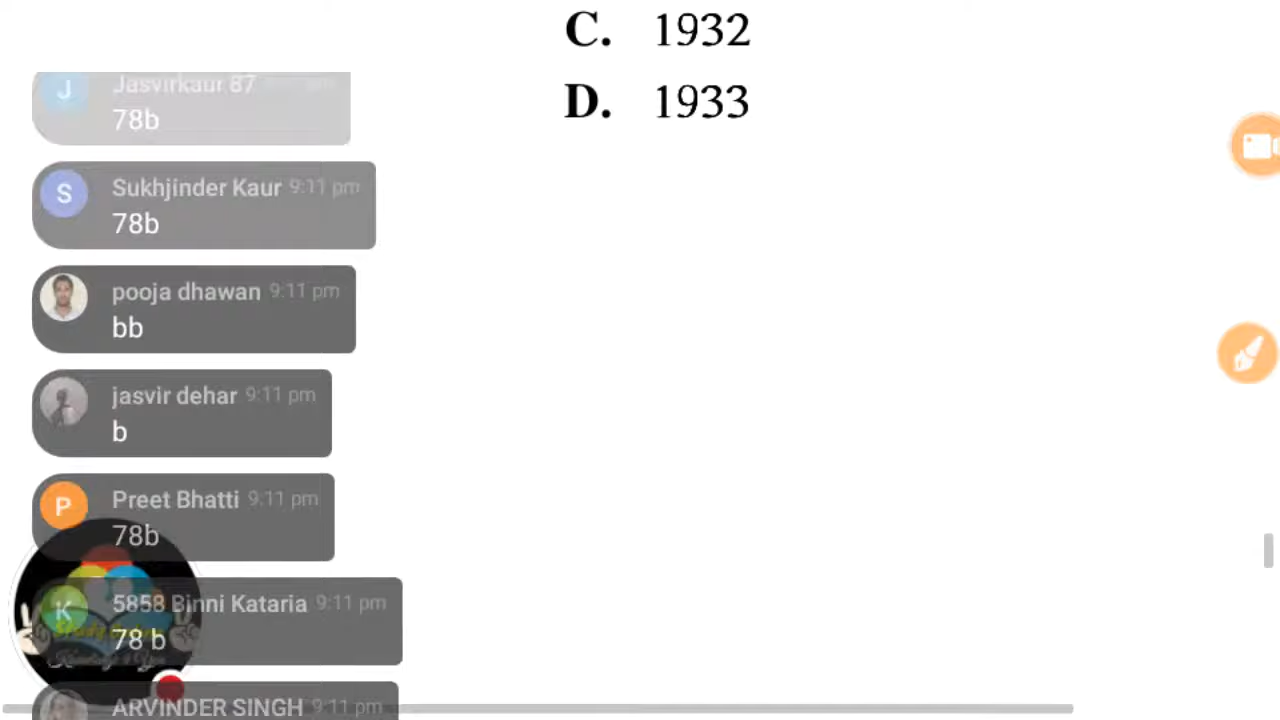 C. 1932
D. 1933
Jasvirkaur 87
78b
Sukhjinder Kaur 9:11 pm
78b
pooja dhawan 9:11 pm
bb
jasvir dehar 9:11 pm
b
Preet Bhatti 9:11 pm
78b
5858 Binni Kataria 9:11 pm
78 b
ARVINDER SINGH 9:11 pm